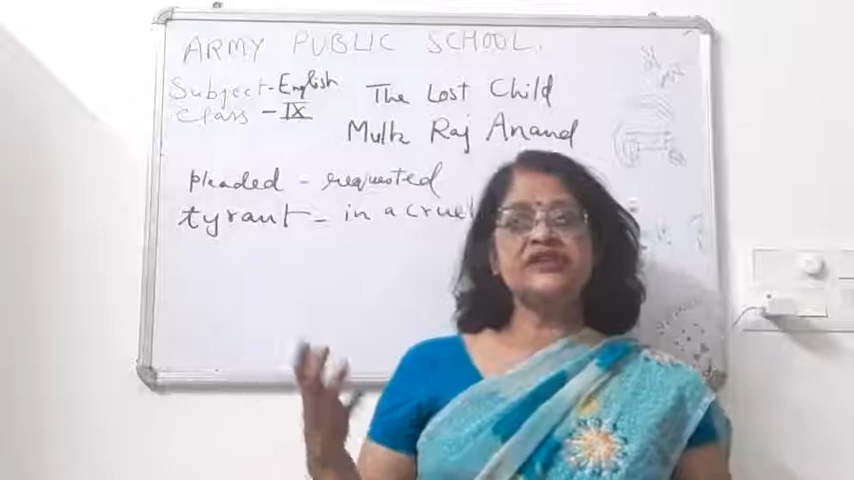 ARMY PUBLIC SCHOOL.
Subject-English
Class - IX
The Lost Child
Mulk Raj Anand
pleaded - requested
tyrant - in a cruel